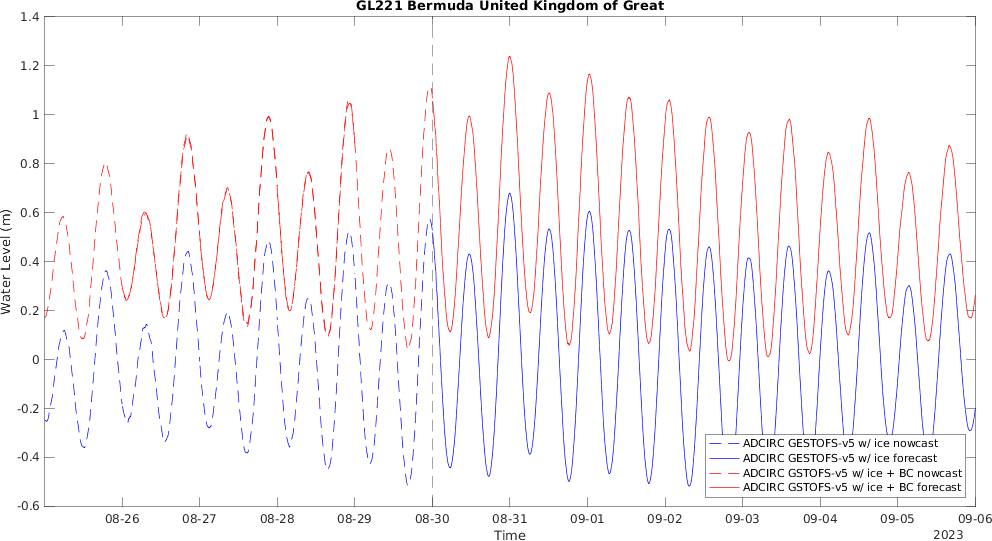 GL221 Bermuda United Kingdom of Great
1.4
1.2
1
0.8
0.6
0.4
0.2
0
-0.2
-0.4
-0.6
Water Level (m)
ADCIRC GESTOFS-v5 w/ ice nowcast
ADCIRC GESTOFS-v5 w/ ice forecast
ADCIRC GSTOFS-v5 w/ ice + BC nowcast
ADCIRC GSTOFS-v5 w/ ice + BC forecast
08-26 08-27 08-28 08-29 08-30 08-31 09-01 09-02 09-03 09-04 09-05 09-06
Time
2023